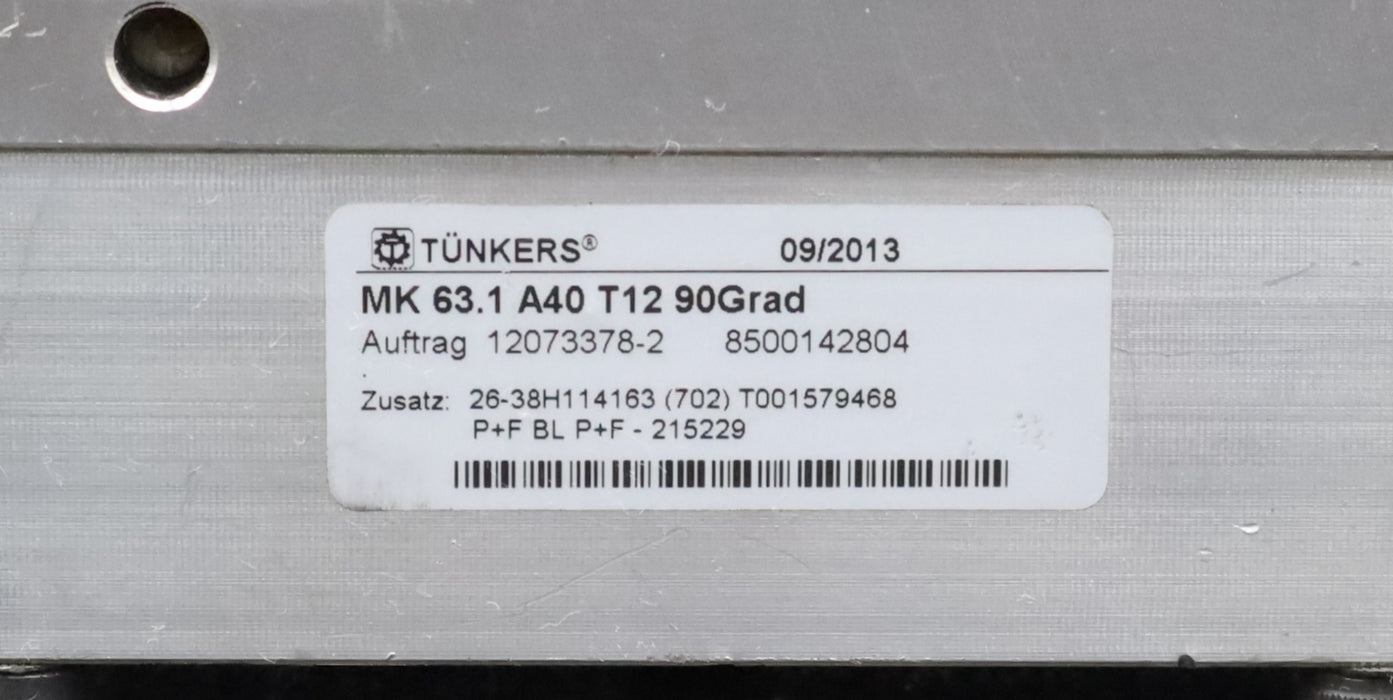 TÜNKERS® 09/2013
MK 63.1 A40 T12 90Grad
Auftrag 12073378-2 8500142804
Zusatz: 26-38H114163 (702) T001579468
P+F BL P+F - 215229